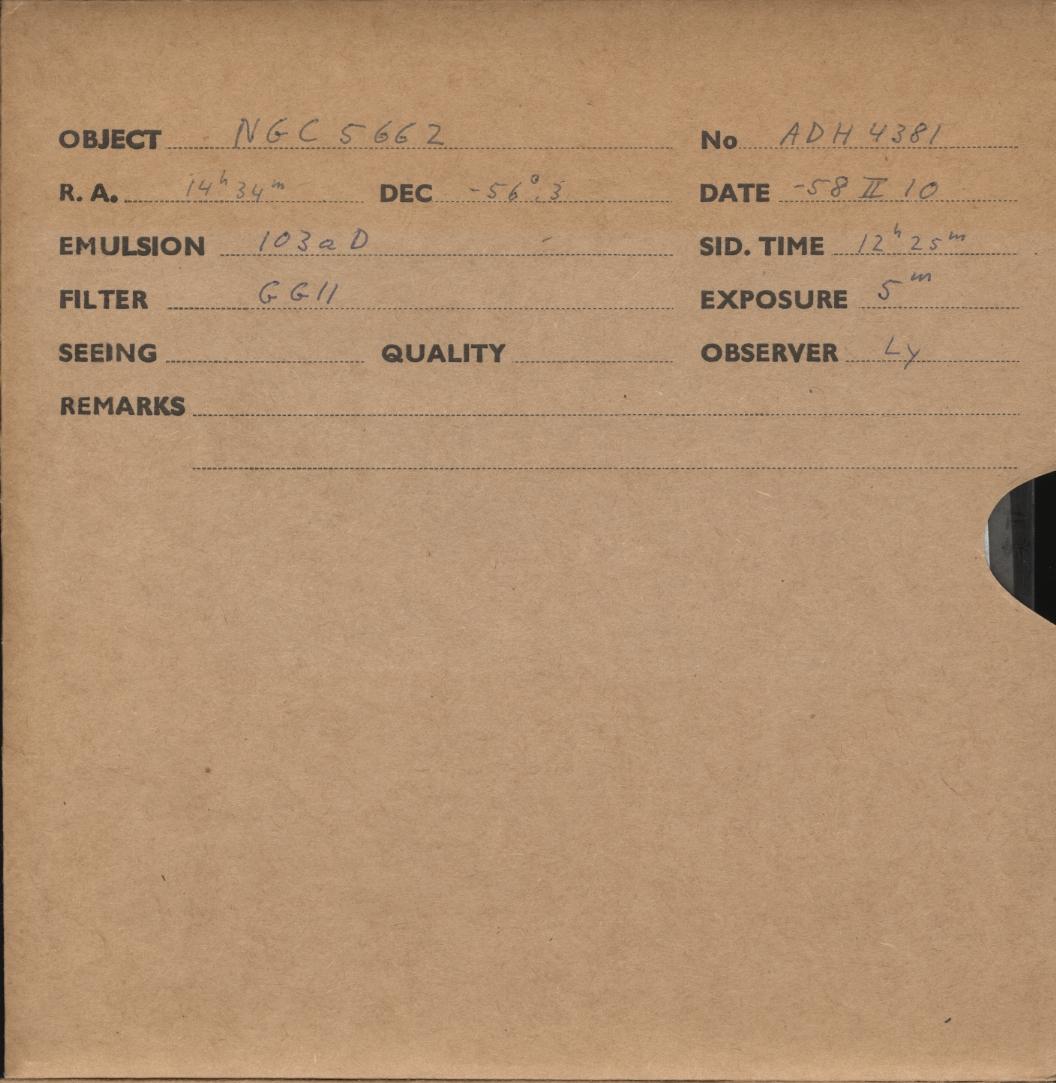 OBJECT NGC 5662 No ADH 4381
R. A. 14h 34m DEC -56°.3 DATE -58 II 10
EMULSION 103aD SID. TIME 12h 25m
FILTER GG11 EXPOSURE 5m
SEEING QUALITY OBSERVER Ly
REMARKS